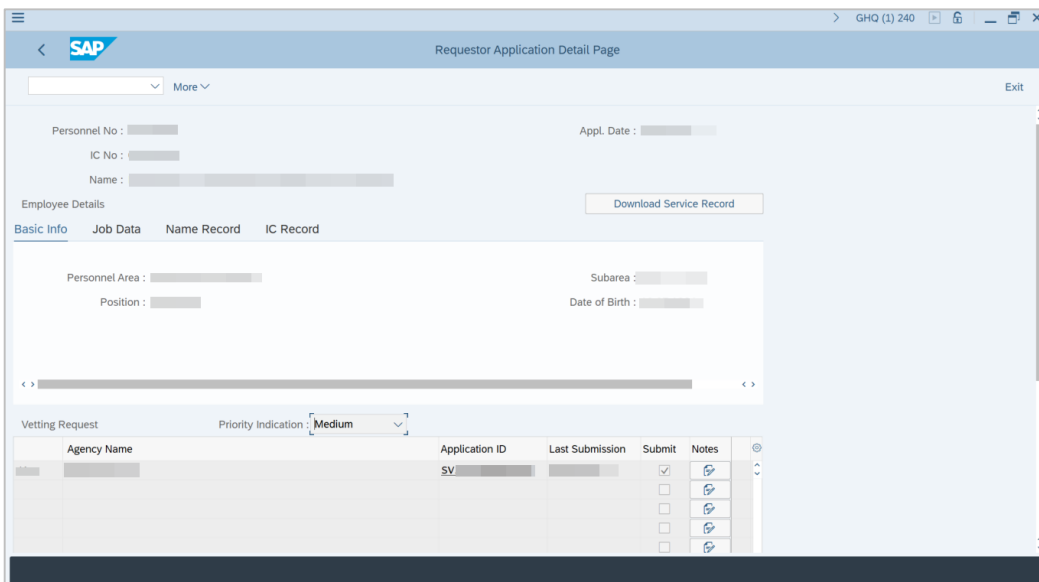 GHQ (1) 240
SAP
Requestor Application Detail Page
More
Exit
Personnel No :
Appl. Date :
IC No :
Name :
Employee Details
Download Service Record
Basic Info Job Data Name Record IC Record
Personnel Area :
Subarea :
Position :
Date of Birth :
Vetting Request Priority Indication : Medium
Agency Name Application ID Last Submission Submit Notes
SV